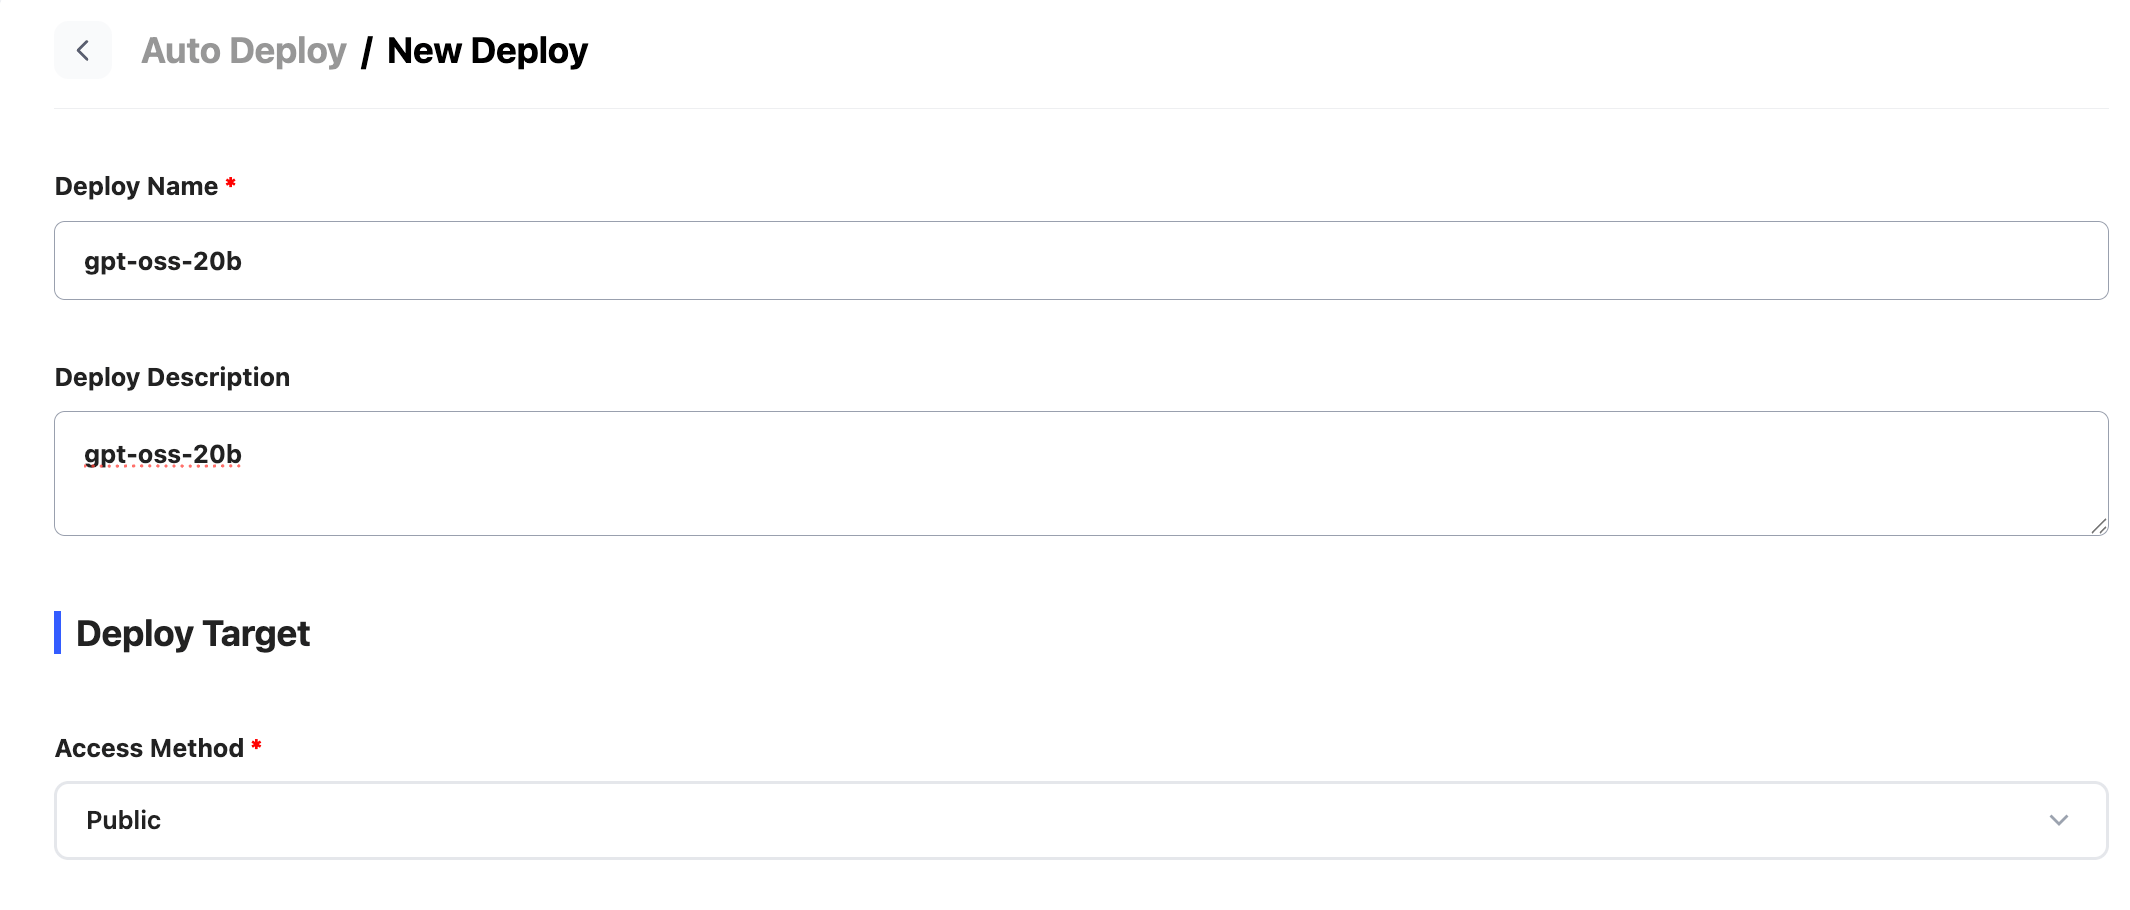 Auto Deploy / New Deploy
Deploy Name *
gpt-oss-20b
Deploy Description
gpt-oss-20b
Deploy Target
Access Method *
Public